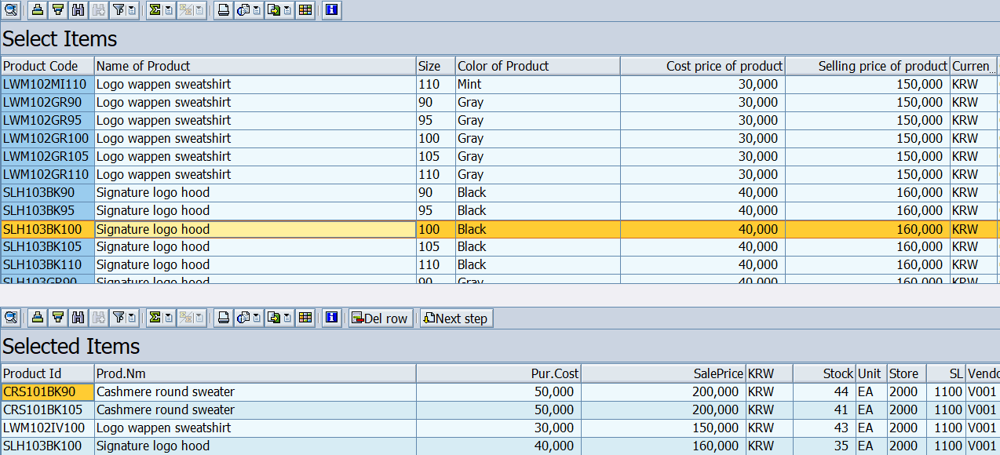 Select Items
Product Code Name of Product Size Color of Product Cost price of product Selling price of product Curren...
LWM102MI110 Logo wappen sweatshirt 110 Mint 30,000 150,000 KRW
LWM102GR90 Logo wappen sweatshirt 90 Gray 30,000 150,000 KRW
LWM102GR95 Logo wappen sweatshirt 95 Gray 30,000 150,000 KRW
LWM102GR100 Logo wappen sweatshirt 100 Gray 30,000 150,000 KRW
LWM102GR105 Logo wappen sweatshirt 105 Gray 30,000 150,000 KRW
LWM102GR110 Logo wappen sweatshirt 110 Gray 30,000 150,000 KRW
SLH103BK90 Signature logo hood 90 Black 40,000 160,000 KRW
SLH103BK95 Signature logo hood 95 Black 40,000 160,000 KRW
SLH103BK100 Signature logo hood 100 Black 40,000 160,000 KRW
SLH103BK105 Signature logo hood 105 Black 40,000 160,000 KRW
SLH103BK110 Signature logo hood 110 Black 40,000 160,000 KRW
SLH103GR90 Signature logo hood 90 Gray 40,000 160,000 KRW
Del row Next step
Selected Items
Product Id Prod.Nm Pur.Cost SalePrice KRW Stock Unit Store SL Vendo
CRS101BK90 Cashmere round sweater 50,000 200,000 KRW 44 EA 2000 1100 V001
CRS101BK105 Cashmere round sweater 50,000 200,000 KRW 41 EA 2000 1100 V001
LWM102IV100 Logo wappen sweatshirt 30,000 150,000 KRW 43 EA 2000 1100 V001
SLH103BK100 Signature logo hood 40,000 160,000 KRW 35 EA 2000 1100 V001